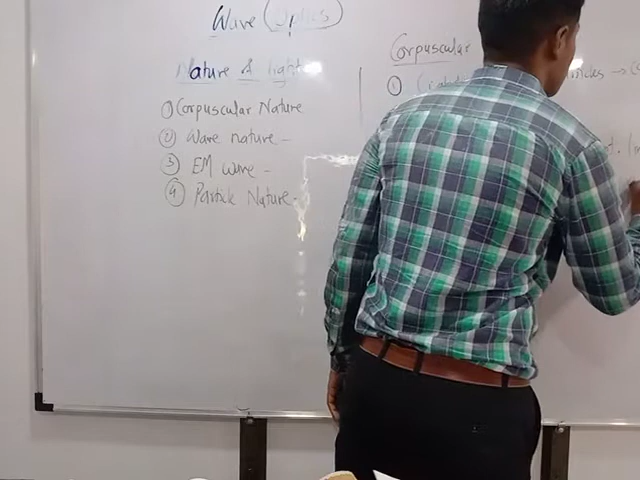 Wave Optics
Nature of light
① Corpuscular Nature
② Wave nature -
③ EM wave -
④ Particle Nature -
Corpuscular
①